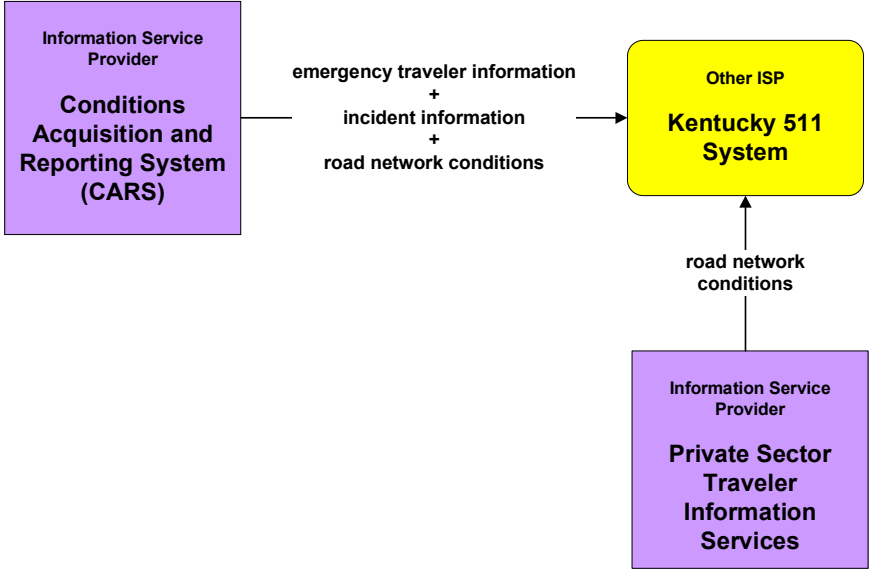 Information Service
Provider
Conditions
Acquisition and
Reporting System
(CARS)
emergency traveler information
+
incident information
+
road network conditions
Other ISP
Kentucky 511
System
road network
conditions
Information Service
Provider
Private Sector
Traveler
Information
Services